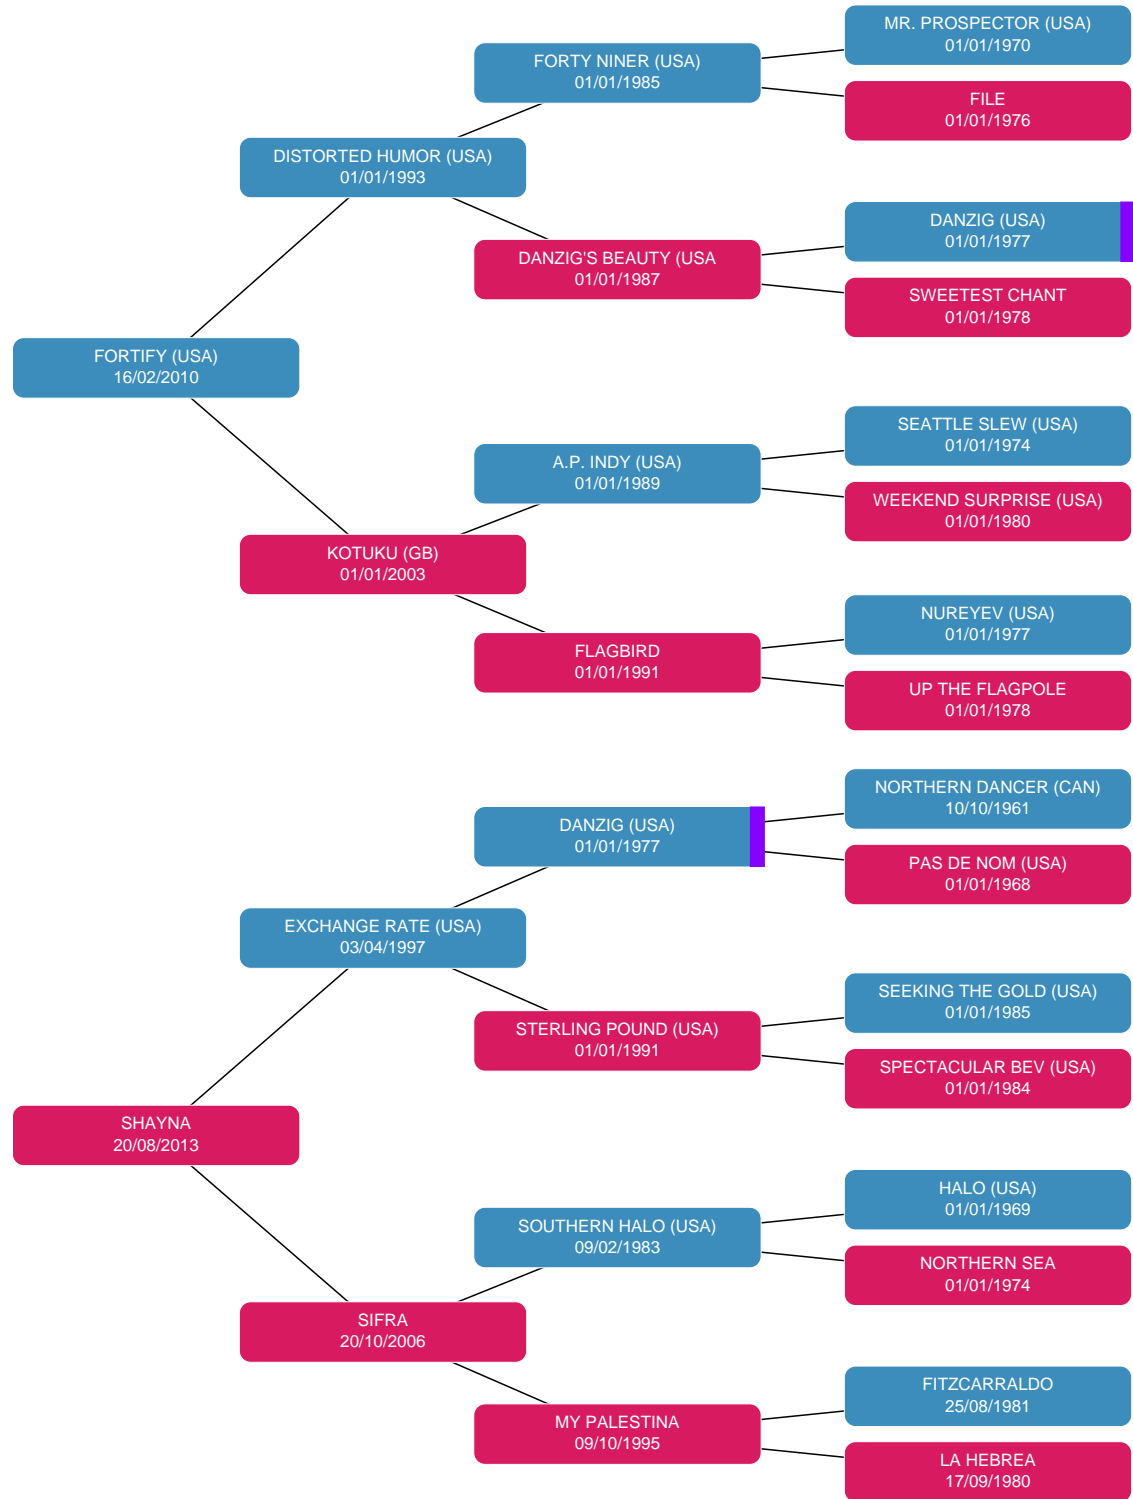 MR. PROSPECTOR (USA)
01/01/1970
FORTY NINER (USA)
01/01/1985
FILE
01/01/1976
DISTORTED HUMOR (USA)
01/01/1993
DANZIG (USA)
01/01/1977
DANZIG'S BEAUTY (USA
01/01/1987
SWEETEST CHANT
01/01/1978
FORTIFY (USA)
16/02/2010
SEATTLE SLEW (USA)
01/01/1974
A.P. INDY (USA)
01/01/1989
WEEKEND SURPRISE (USA)
01/01/1980
KOTUKU (GB)
01/01/2003
NUREYEV (USA)
01/01/1977
FLAGBIRD
01/01/1991
UP THE FLAGPOLE
01/01/1978
NORTHERN DANCER (CAN)
10/10/1961
DANZIG (USA)
01/01/1977
PAS DE NOM (USA)
01/01/1968
EXCHANGE RATE (USA)
03/04/1997
SEEKING THE GOLD (USA)
01/01/1985
STERLING POUND (USA)
01/01/1991
SPECTACULAR BEV (USA)
01/01/1984
SHAYNA
20/08/2013
HALO (USA)
01/01/1969
SOUTHERN HALO (USA)
09/02/1983
NORTHERN SEA
01/01/1974
SIFRA
20/10/2006
FITZCARRALDO
25/08/1981
MY PALESTINA
09/10/1995
LA HEBREA
17/09/1980